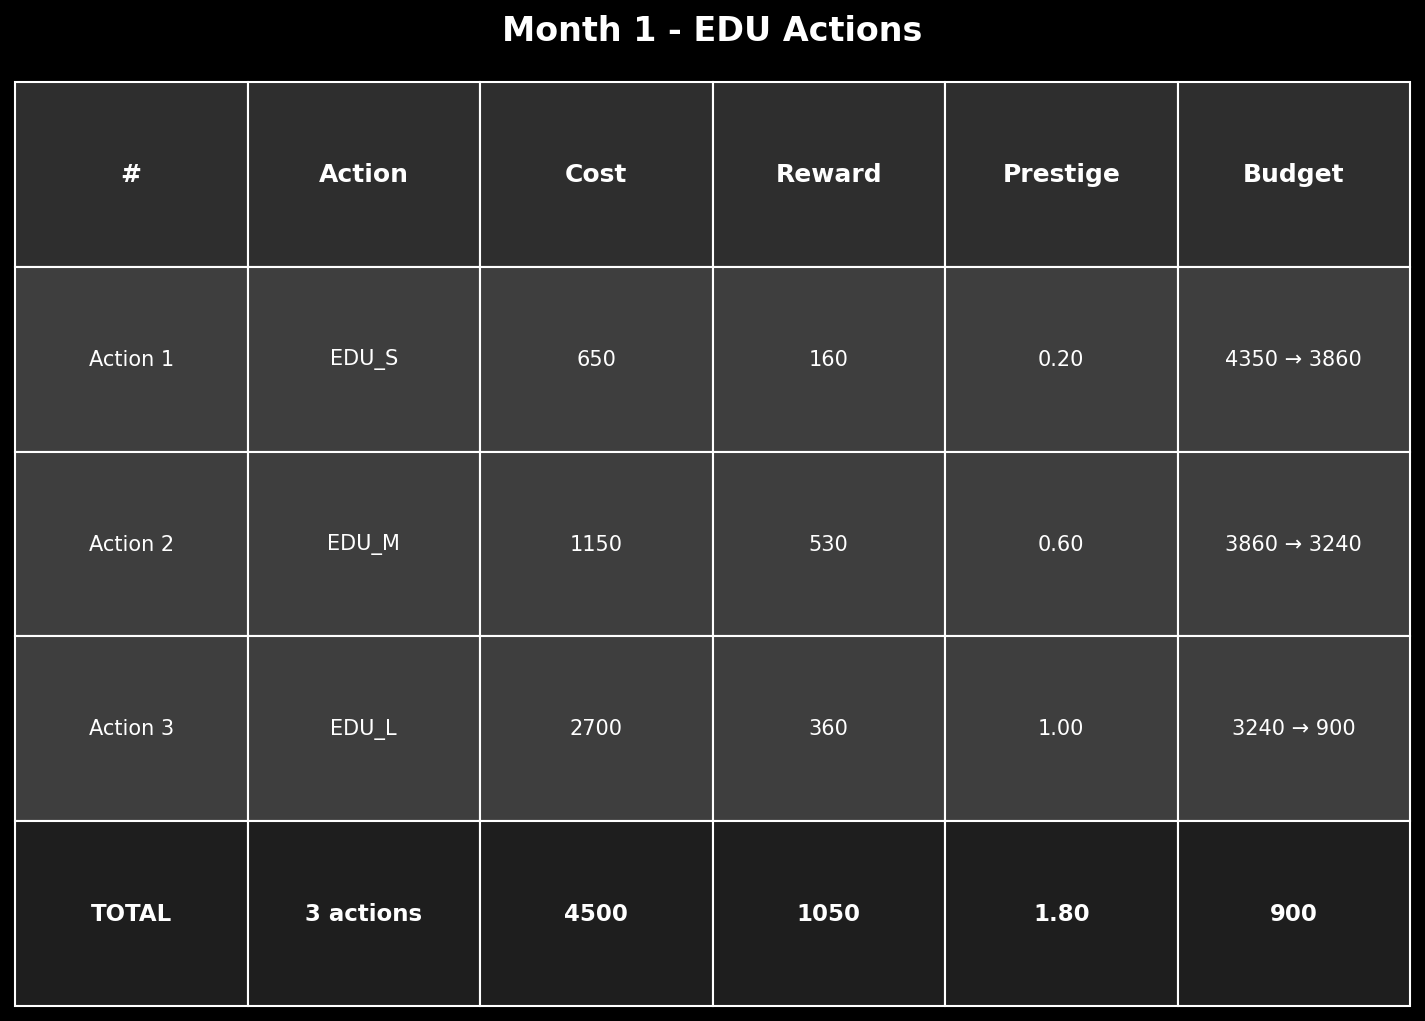 Month 1 - EDU Actions
# Action Cost Reward Prestige Budget
Action 1 EDU_S 650 160 0.20 4350 → 3860
Action 2 EDU_M 1150 530 0.60 3860 → 3240
Action 3 EDU_L 2700 360 1.00 3240 → 900
TOTAL 3 actions 4500 1050 1.80 900